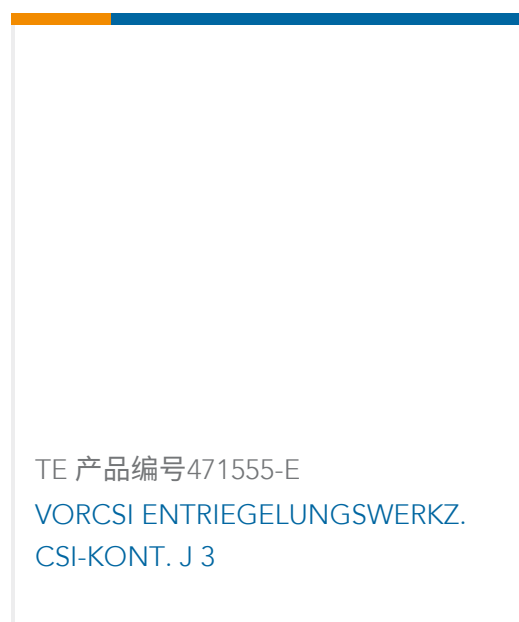 TE 产品编号471555-E
VORCSI ENTRIEGELUNGSWERKZ.
CSI-KONT. J 3